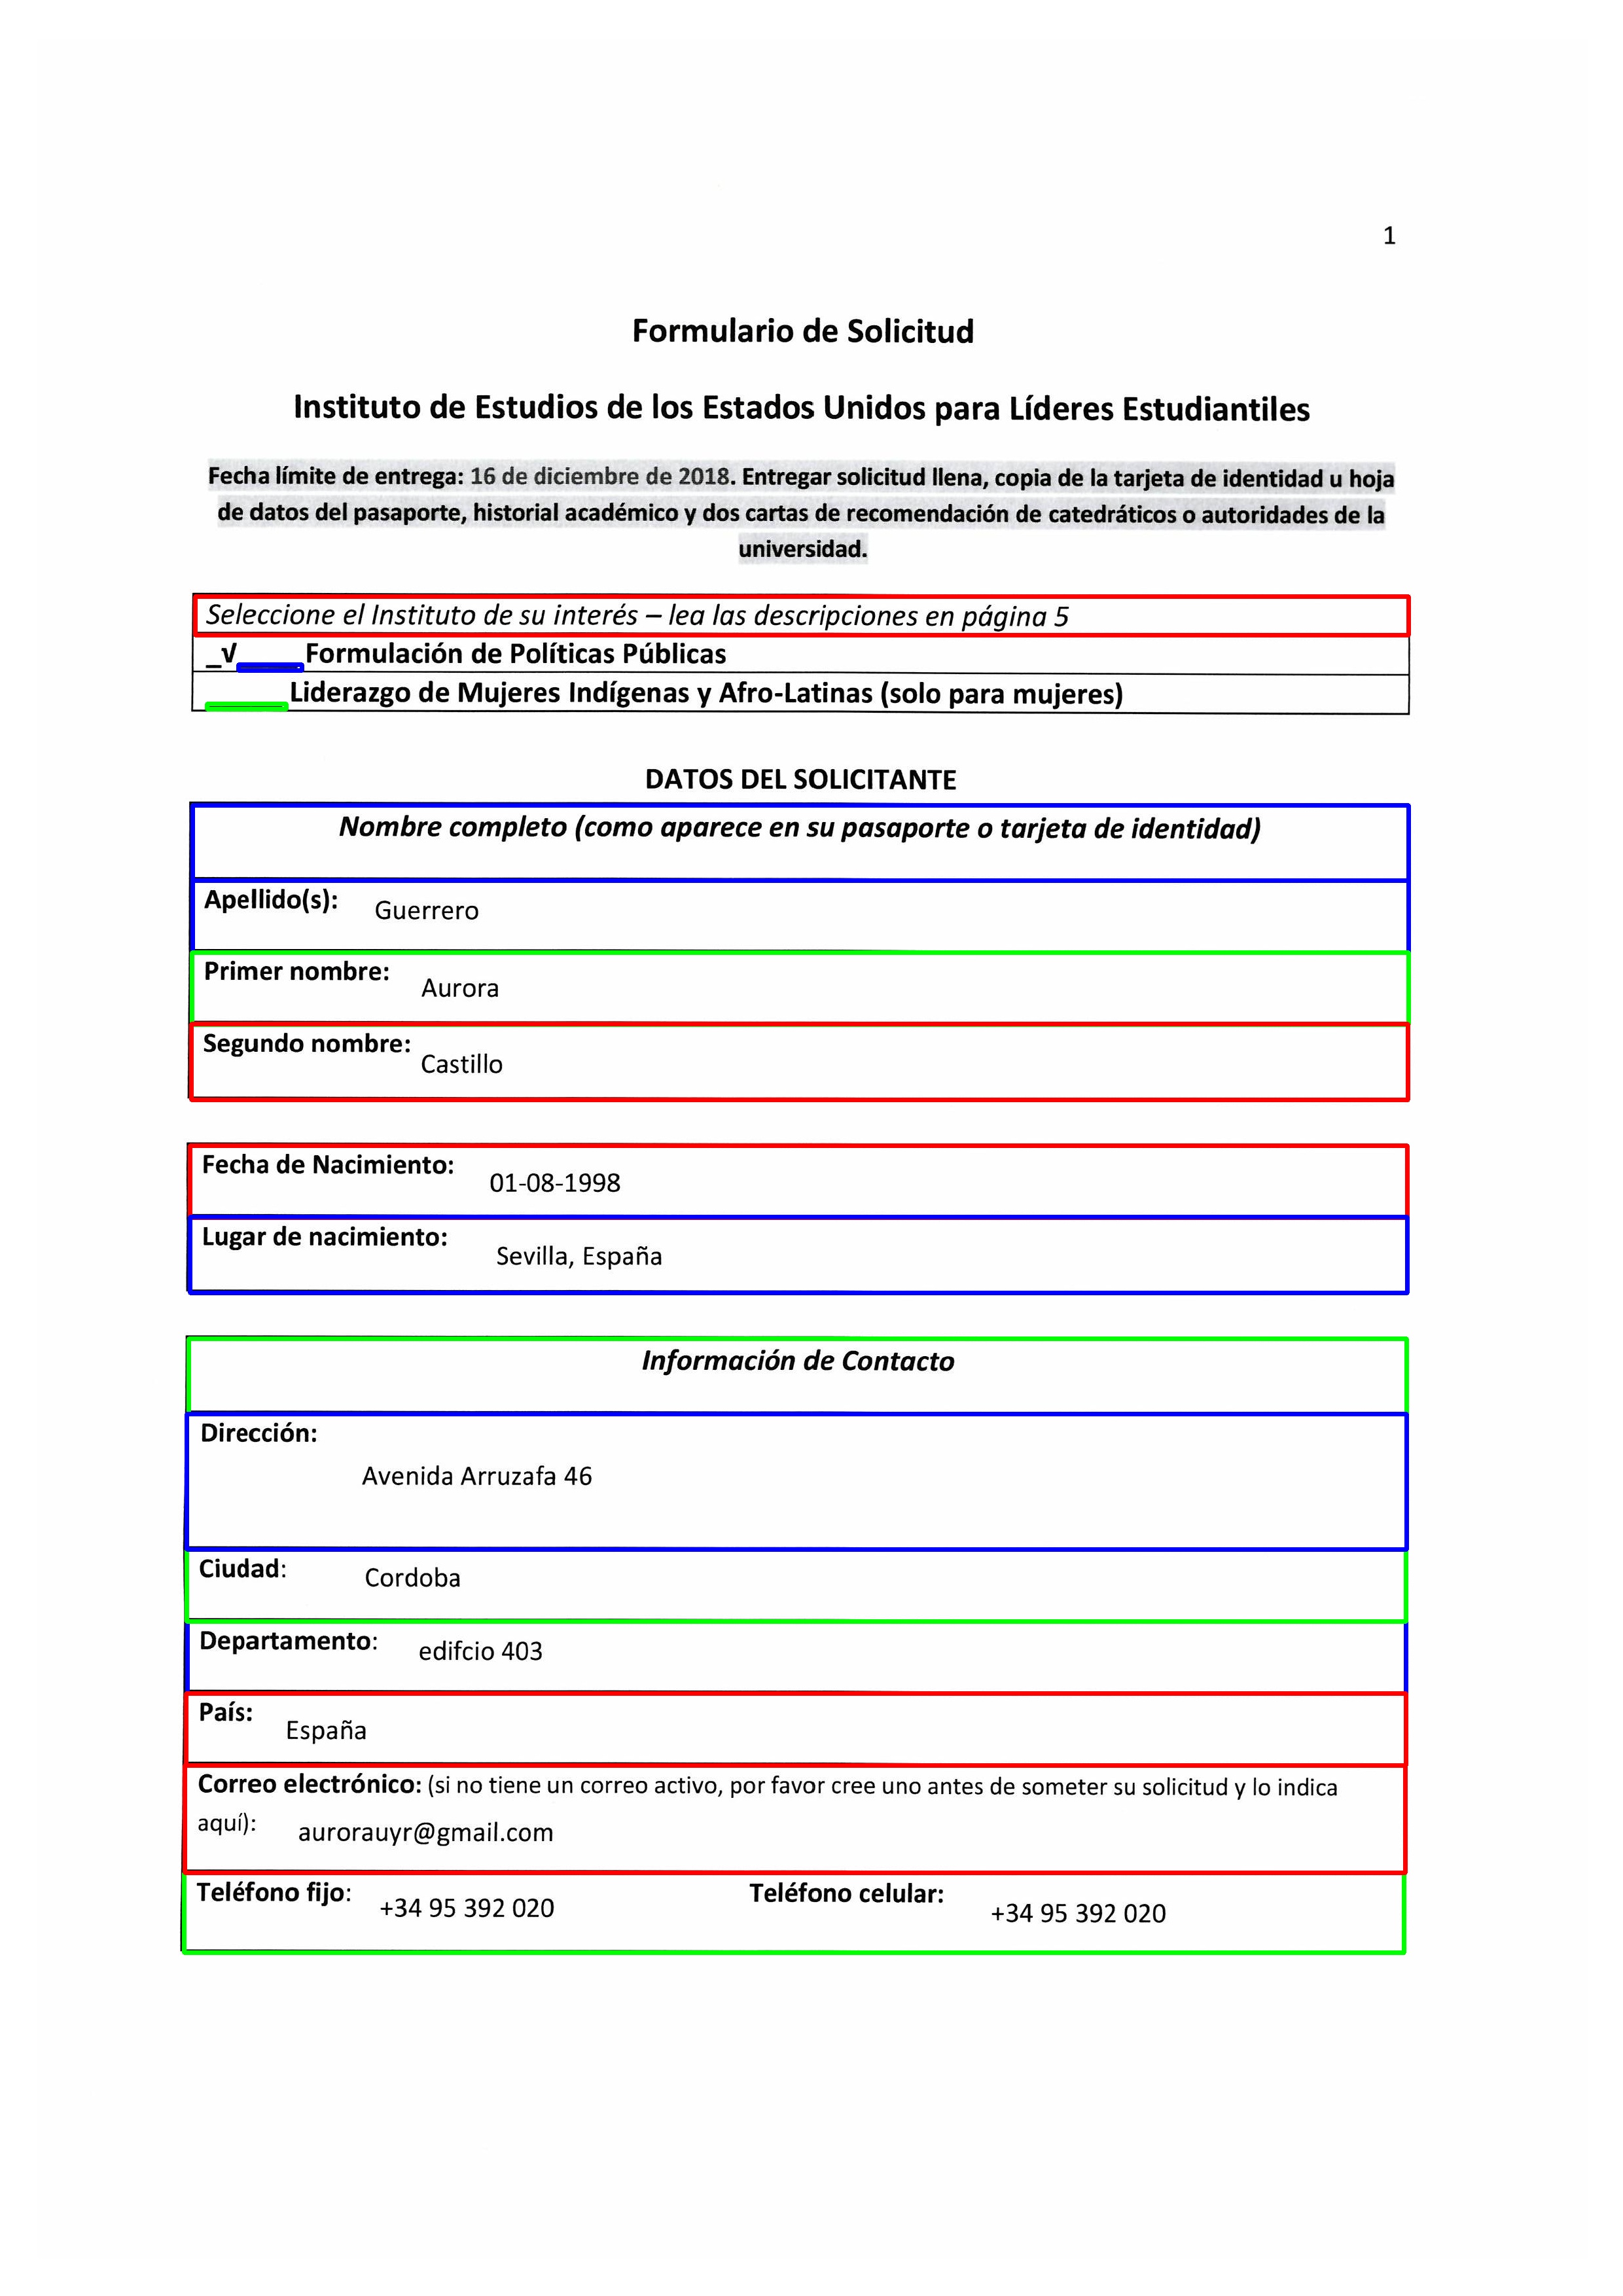 1
Formulario de Solicitud
Instituto de Estudios de los Estados Unidos para Líderes Estudiantiles
Fecha límite de entrega: 16 de diciembre de 2018. Entregar solicitud llena, copia de la tarjeta de identidad u hoja
de datos del pasaporte, historial académico y dos cartas de recomendación de catedráticos o autoridades de la
universidad.
Seleccione el Instituto de su interés – lea las descripciones en página 5
_√_____Formulación de Políticas Públicas
______Liderazgo de Mujeres Indígenas y Afro-Latinas (solo para mujeres)
DATOS DEL SOLICITANTE
Nombre completo (como aparece en su pasaporte o tarjeta de identidad)
Apellido(s): Guerrero
Primer nombre: Aurora
Segundo nombre: Castillo
Fecha de Nacimiento: 01-08-1998
Lugar de nacimiento: Sevilla, España
Información de Contacto
Dirección:
Avenida Arruzafa 46
Ciudad: Cordoba
Departamento: edifcio 403
País: España
Correo electrónico: (si no tiene un correo activo, por favor cree uno antes de someter su solicitud y lo indica
aquí): aurorauyr@gmail.com
Teléfono fijo: +34 95 392 020 Teléfono celular: +34 95 392 020